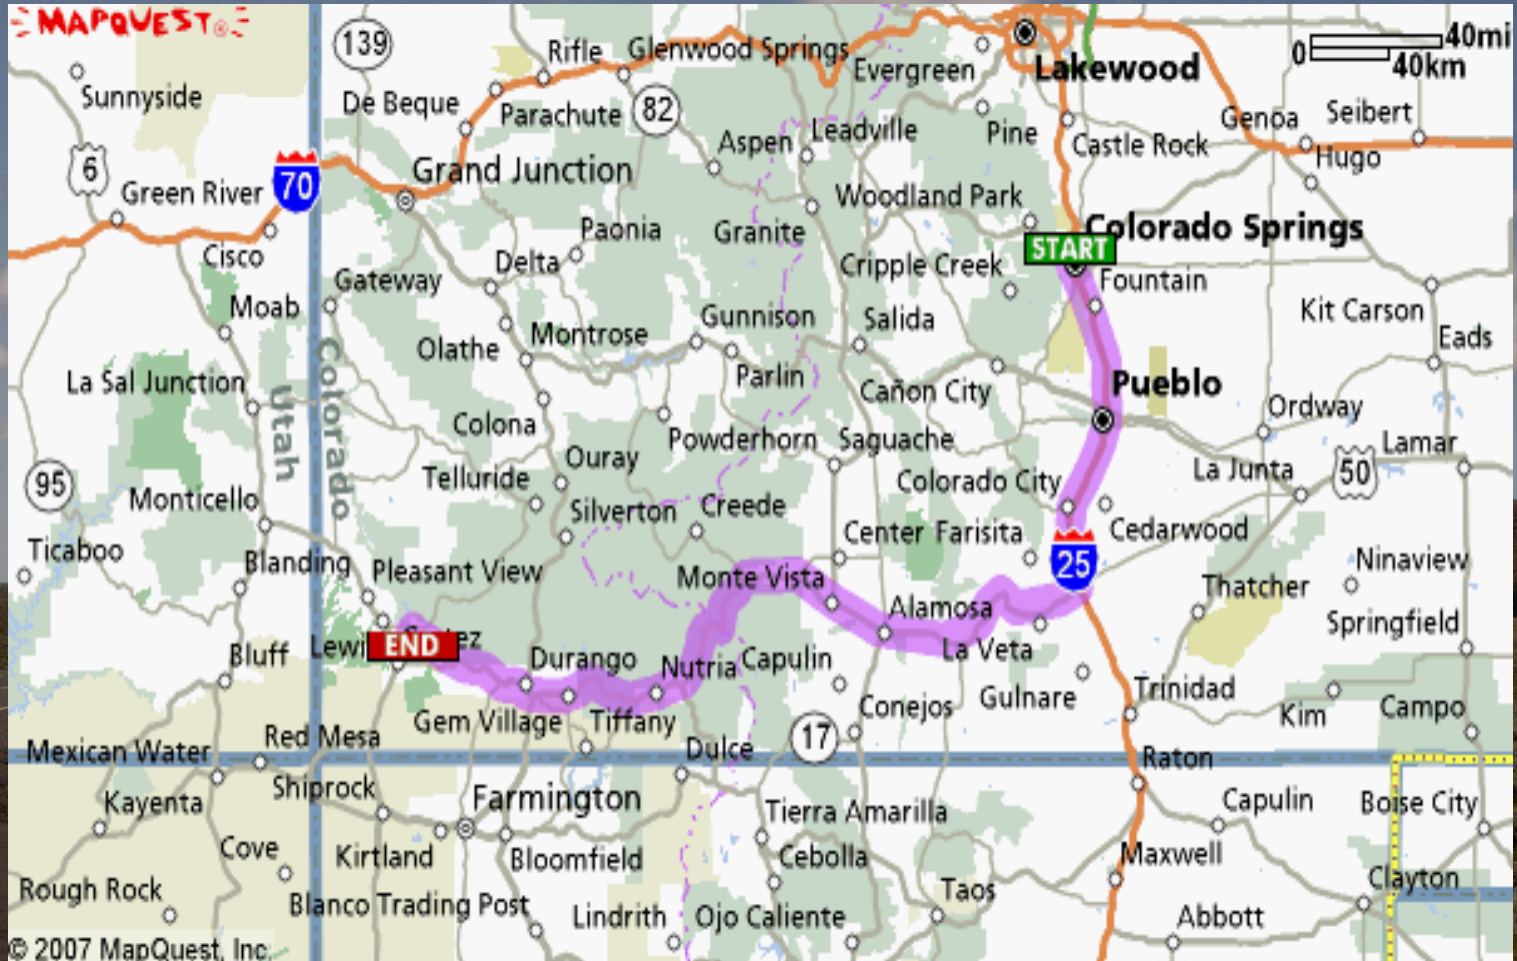 MAPQUEST ®
139
Rifle
Glenwood Springs
Evergreen
Lakewood
0
40mi
40km
Sunnyside
De Beque
Parachute
82
Aspen
Leadville
Pine
Castle Rock
Genoa
Seibert
Hugo
6
70
Grand Junction
Green River
Woodland Park
Colorado Springs
START
Cisco
Paonia
Granite
Delta
Cripple Creek
Fountain
Gateway
Moab
Kit Carson
Montrose
Gunnison
Salida
Eads
Olathe
La Sal Junction
Parlin
Cañon City
Pueblo
Utah
Colorado
Colona
Powderhorn
Saguache
Ordway
Lamar
Ouray
Telluride
Colorado City
La Junta
50
95
Monticello
Silverton
Creede
Center
Farisita
Cedarwood
Ticaboo
Blanding
Pleasant View
Monte Vista
25
Ninaview
Thatcher
Alamosa
Springfield
Lewi
END
Bluff
Durango
Nutria
Capulin
La Veta
Gulnare
Trinidad
Kim
Campo
Gem Village
Tiffany
Conejos
17
Mexican Water
Red Mesa
Dulce
Raton
Shiprock
Kayenta
Farmington
Tierra Amarilla
Capulin
Boise City
Cove
Kirtland
Bloomfield
Cebolla
Maxwell
Clayton
Rough Rock
Blanco Trading Post
Lindrith
Ojo Caliente
Taos
Abbott
© 2007 MapQuest, Inc.